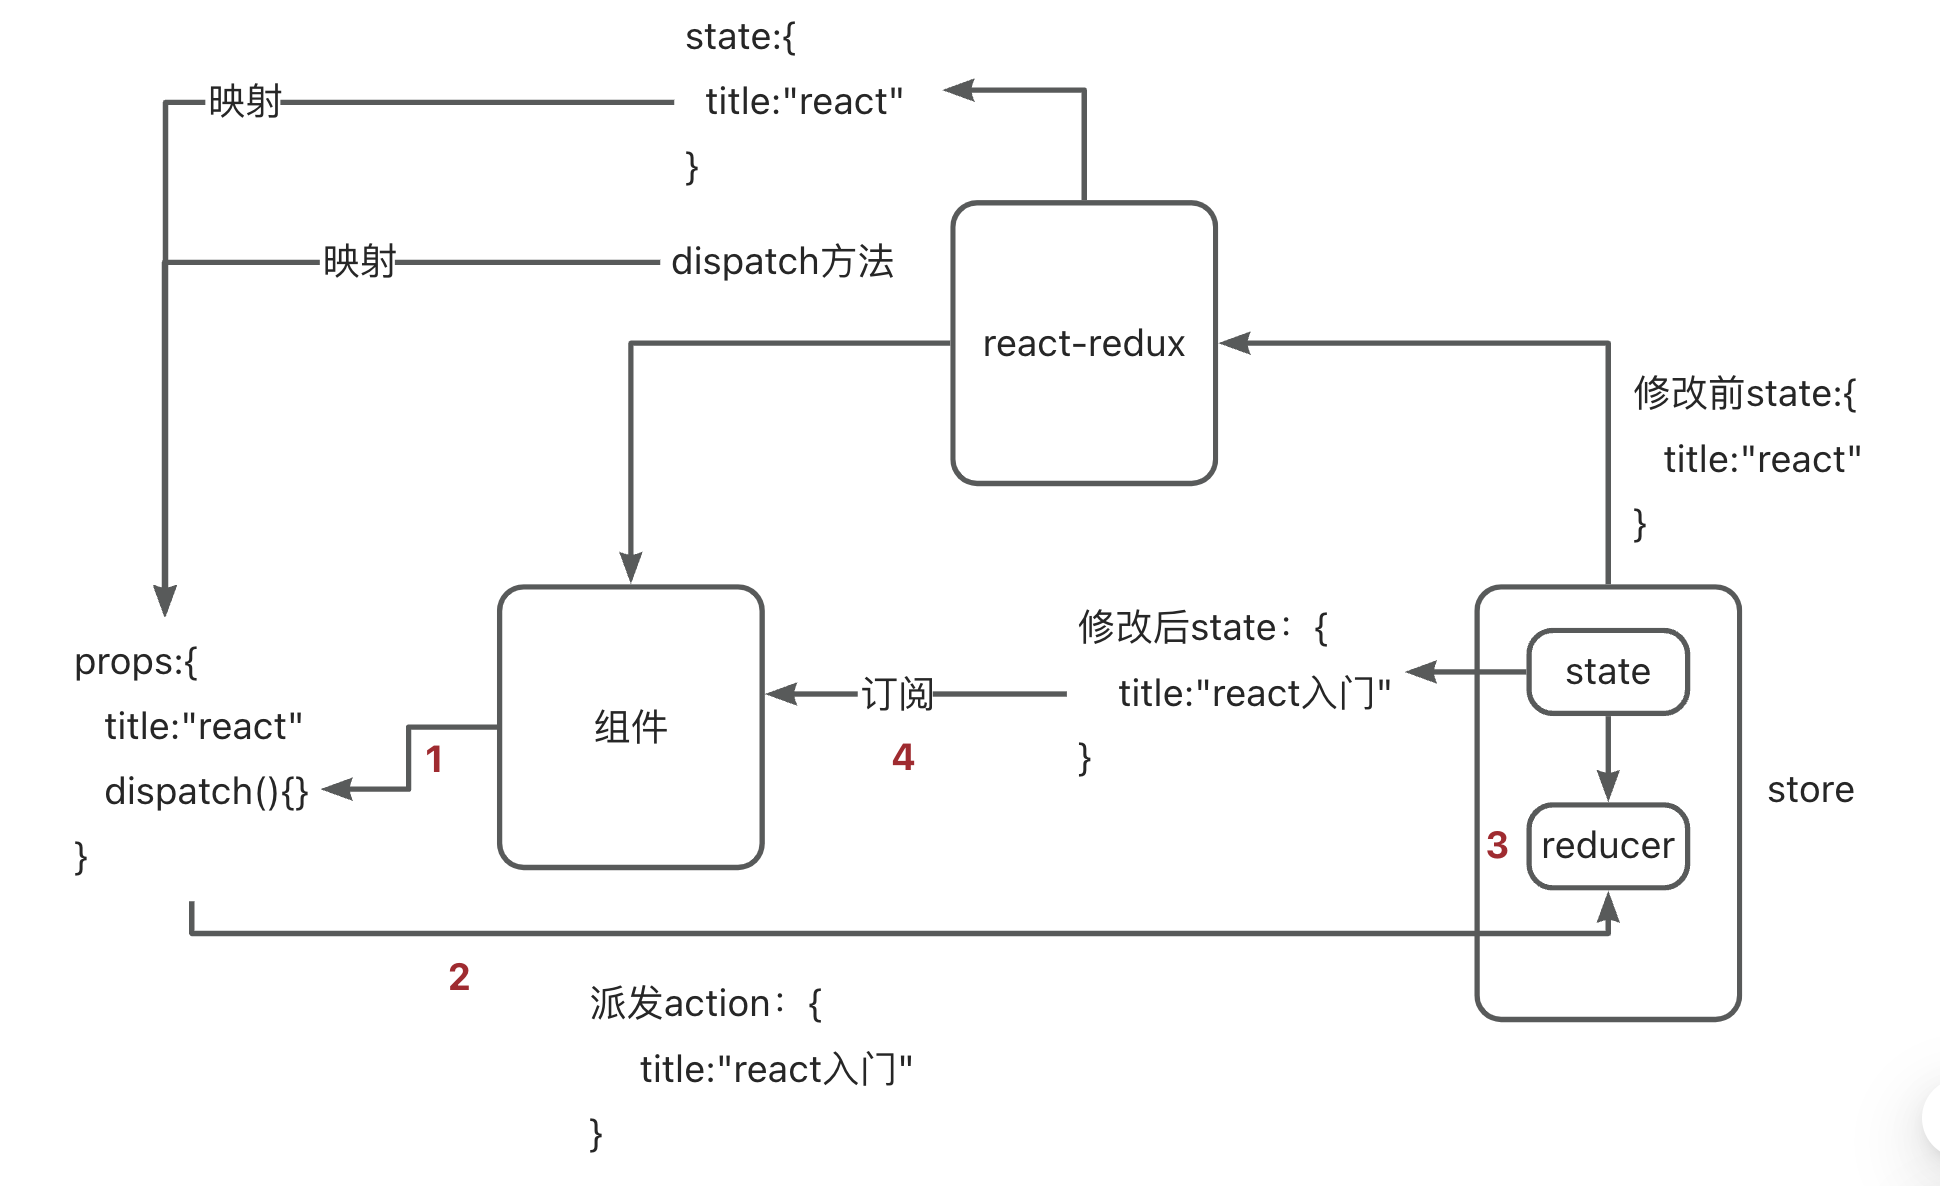 state:{
title:"react"
}
映射
映射
dispatch方法
react-redux
修改前state:{
title:"react"
}
props:{
title:"react"
dispatch(){}
}
1
组件
订阅
4
修改后state：{
title:"react入门"
}
state
3
reducer
store
2
派发action：{
title:"react入门"
}